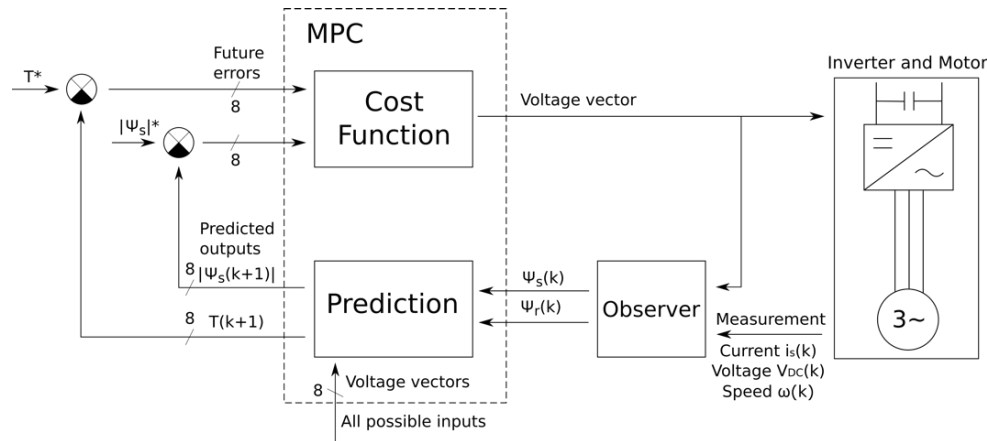 MPC
Future
errors
T*
8
Cost
Function
Voltage vector
Inverter and Motor
|Ψs|*
8
Predicted
outputs
8
|Ψs(k+1)|
8
T(k+1)
Prediction
Ψs(k)
Ψr(k)
Observer
Measurement
Current is(k)
Voltage VDC(k)
Speed ω(k)
3~
8
Voltage vectors
All possible inputs